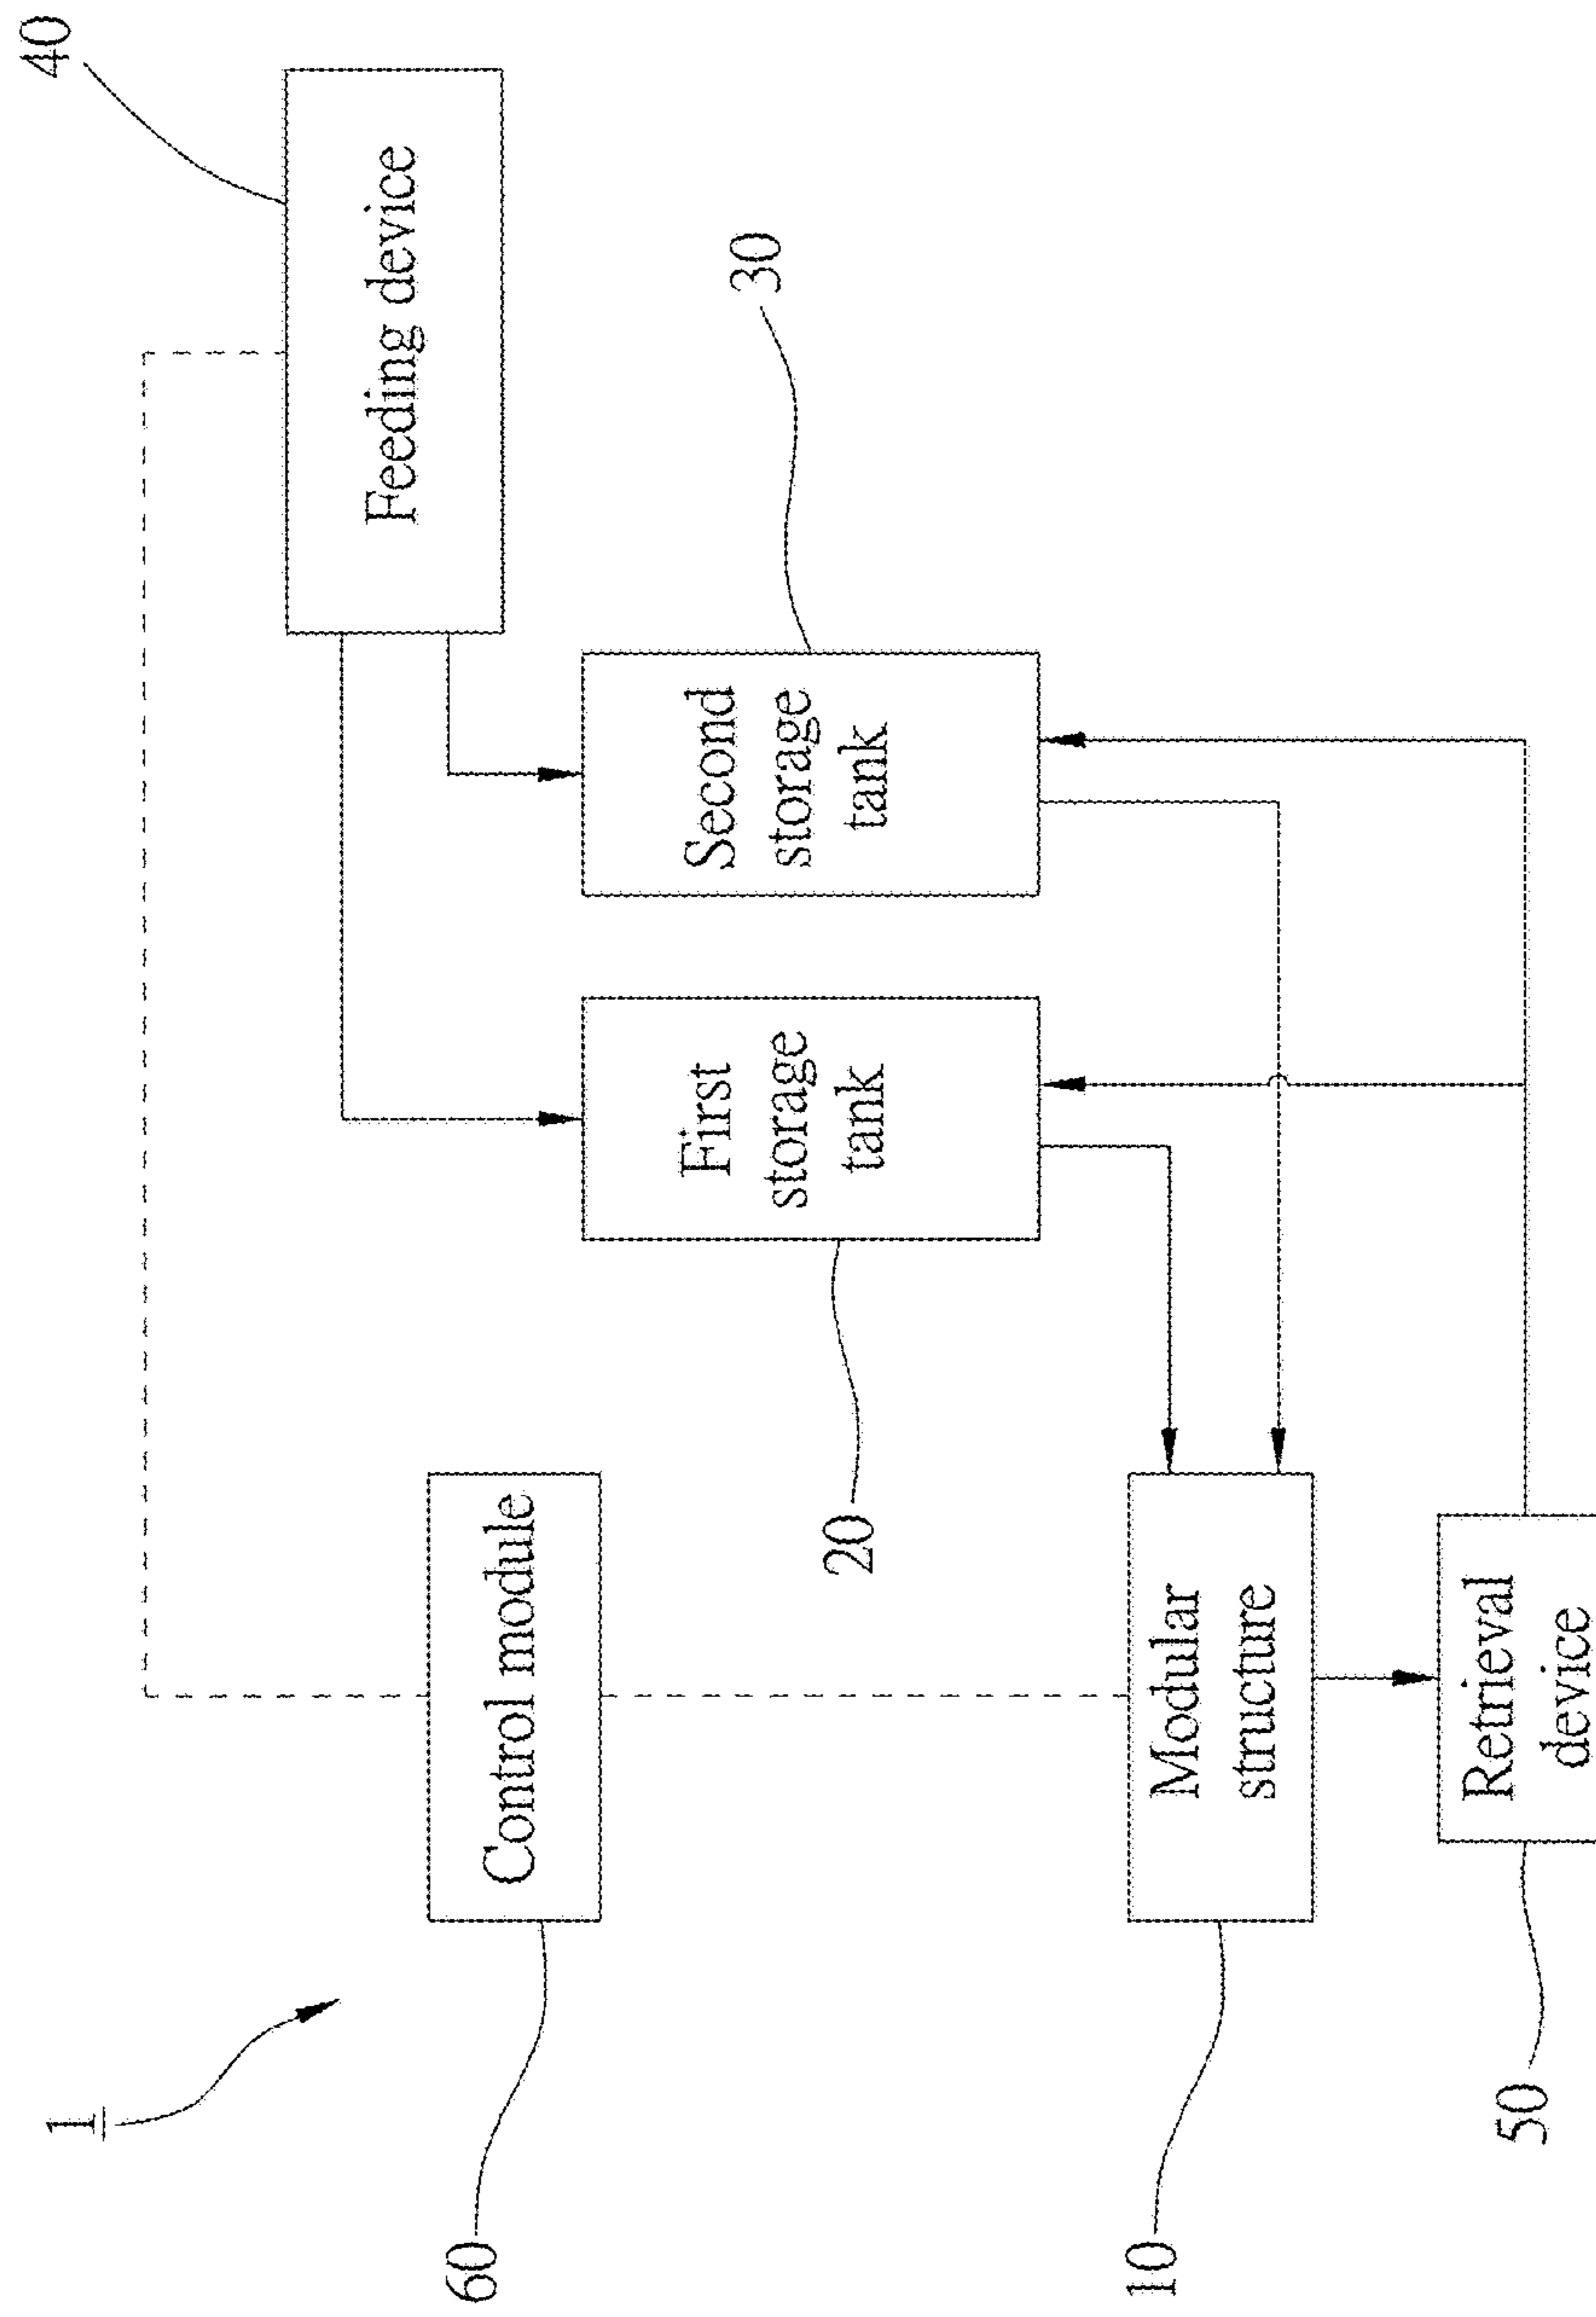 1
40
Feeding device
60
Control module
30
Second
storage
tank
20
First
storage
tank
10
Modular
structure
50
Retrieval
device